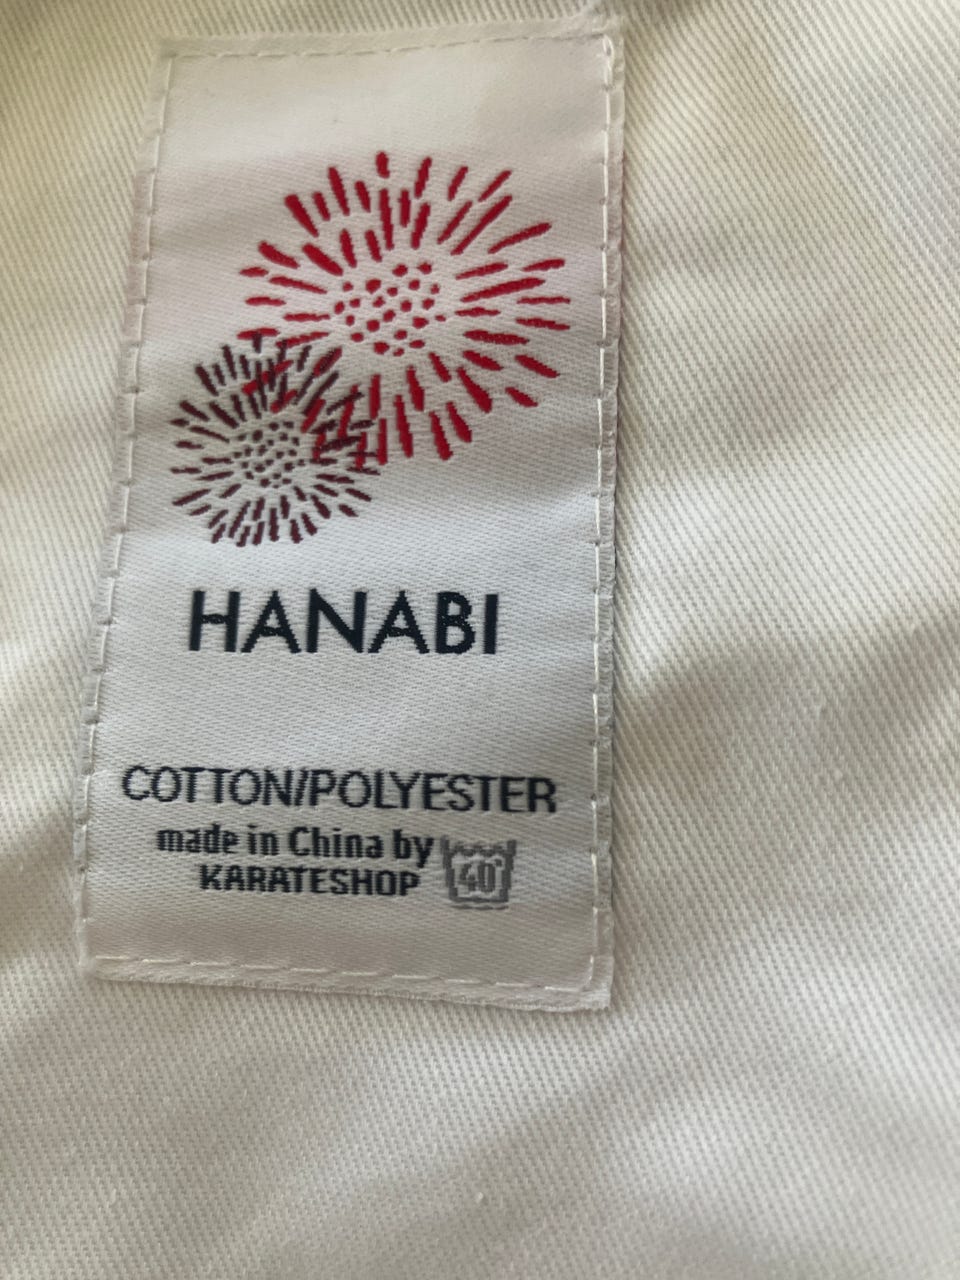 HANABI
COTTON/POLYESTER
made in China by
KARATESHOP
40°